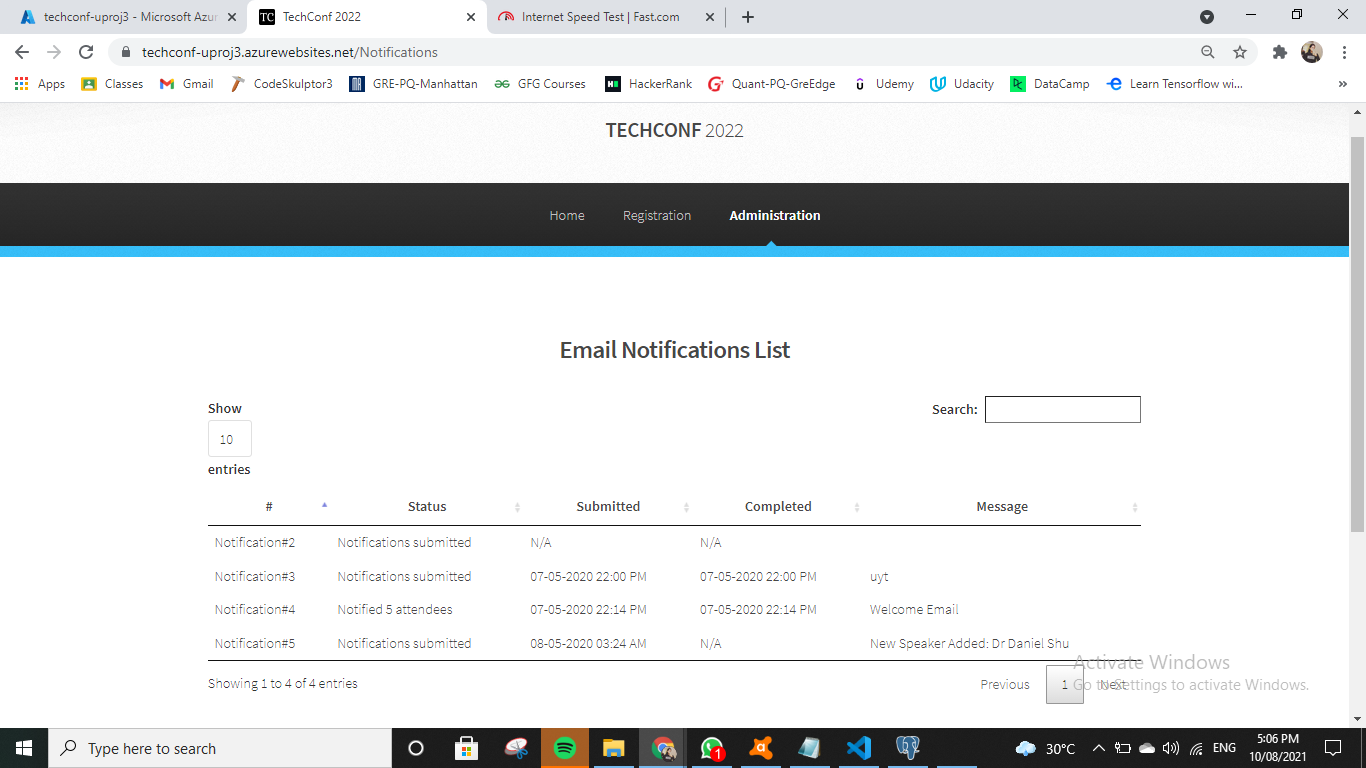 techconf-uproj3 - Microsoft Azur
TechConf 2022
Internet Speed Test | Fast.com
techconf-uproj3.azurewebsites.net/Notifications
Apps Classes Gmail CodeSkulptor3 GRE-PQ-Manhattan GFG Courses HackerRank Quant-PQ-GreEdge Udemy Udacity DataCamp Learn Tensorflow wi... »
TECHCONF 2022
Home Registration Administration
Email Notifications List
Show
10
entries
Search:
# Status Submitted Completed Message
Notification#2 Notifications submitted N/A N/A
Notification#3 Notifications submitted 07-05-2020 22:00 PM 07-05-2020 22:00 PM uyt
Notification#4 Notified 5 attendees 07-05-2020 22:14 PM 07-05-2020 22:14 PM Welcome Email
Notification#5 Notifications submitted 08-05-2020 03:24 AM N/A New Speaker Added: Dr Daniel Shu
Showing 1 to 4 of 4 entries
Previous 1 Next
Activate Windows
Go to Settings to activate Windows.
Type here to search
1
30°C
ENG
5:06 PM
10/08/2021